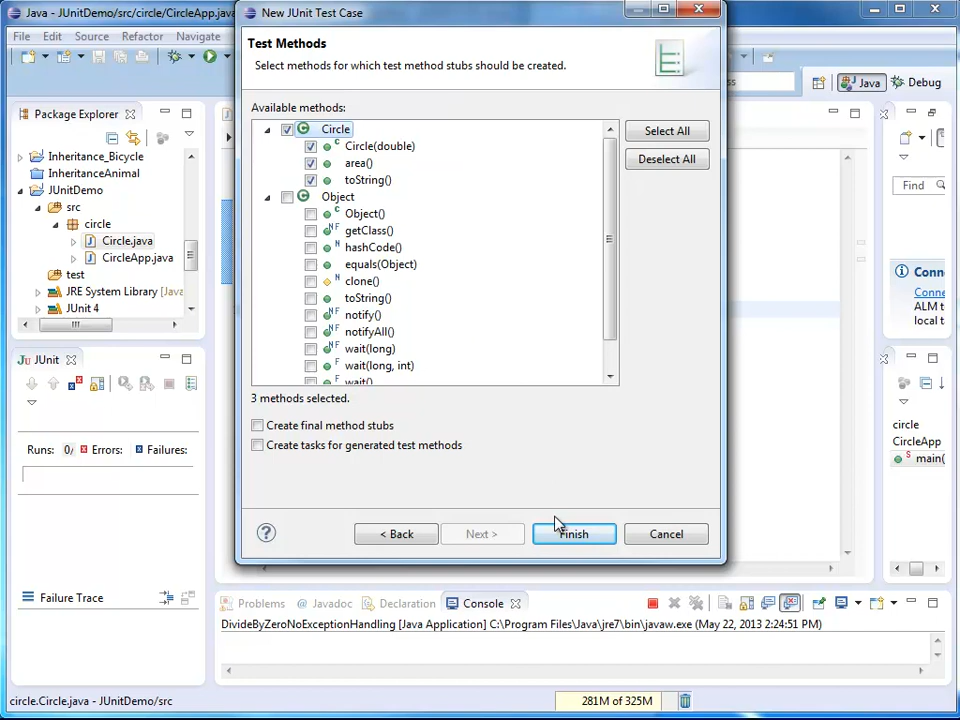 Java - JUnitDemo/src/circle/CircleApp.java
New JUnit Test Case
File Edit Source Refactor Navigate
Test Methods
Select methods for which test method stubs should be created.
Java
Debug
Package Explorer
Available methods:
Circle
Select All
Circle(double)
area()
Deselect All
toString()
Object
Object()
getClass()
hashCode()
equals(Object)
clone()
toString()
notify()
notifyAll()
wait(long)
wait(long, int)
wait()
Inheritance_Bicycle
InheritanceAnimal
JUnitDemo
src
circle
Circle.java
CircleApp.java
test
JRE System Library [Java
JUnit 4
Find
Conne
Conne
ALM t
local t
Ju JUnit
Runs: 0/ Errors: Failures:
3 methods selected.
Create final method stubs
Create tasks for generated test methods
circle
CircleApp
main(
< Back
Next >
Finish
Cancel
Failure Trace
Problems
@ Javadoc
Declaration
Console
DivideByZeroNoExceptionHandling [Java Application] C:\Program Files\Java\jre7\bin\javaw.exe (May 22, 2013 2:24:51 PM)
circle.Circle.java - JUnitDemo/src
281M of 325M